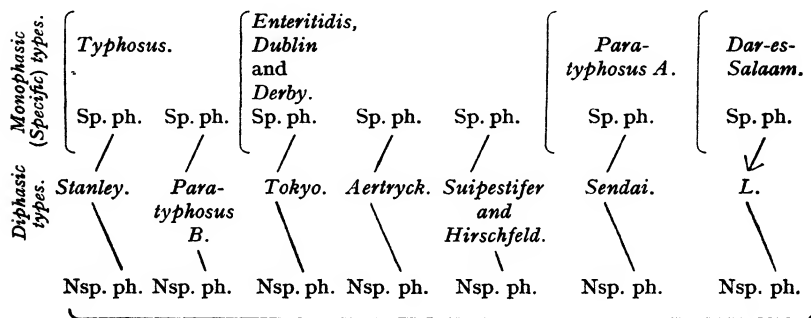 Monophasic
(Specific) types.
Typhosus.
Enteritidis,
Dublin
and
Derby.
Para-
typhosus A.
Dar-es-
Salaam.
Sp. ph. Sp. ph. Sp. ph. Sp. ph. Sp. ph. Sp. ph. Sp. ph.
Diphasic
types.
Stanley. Para- Tokyo. Aertryck. Suipestifer Sendai. L.
typhosus and
B. Hirschfeld.
Nsp. ph. Nsp. ph. Nsp. ph. Nsp. ph. Nsp. ph. Nsp. ph. Nsp. ph.